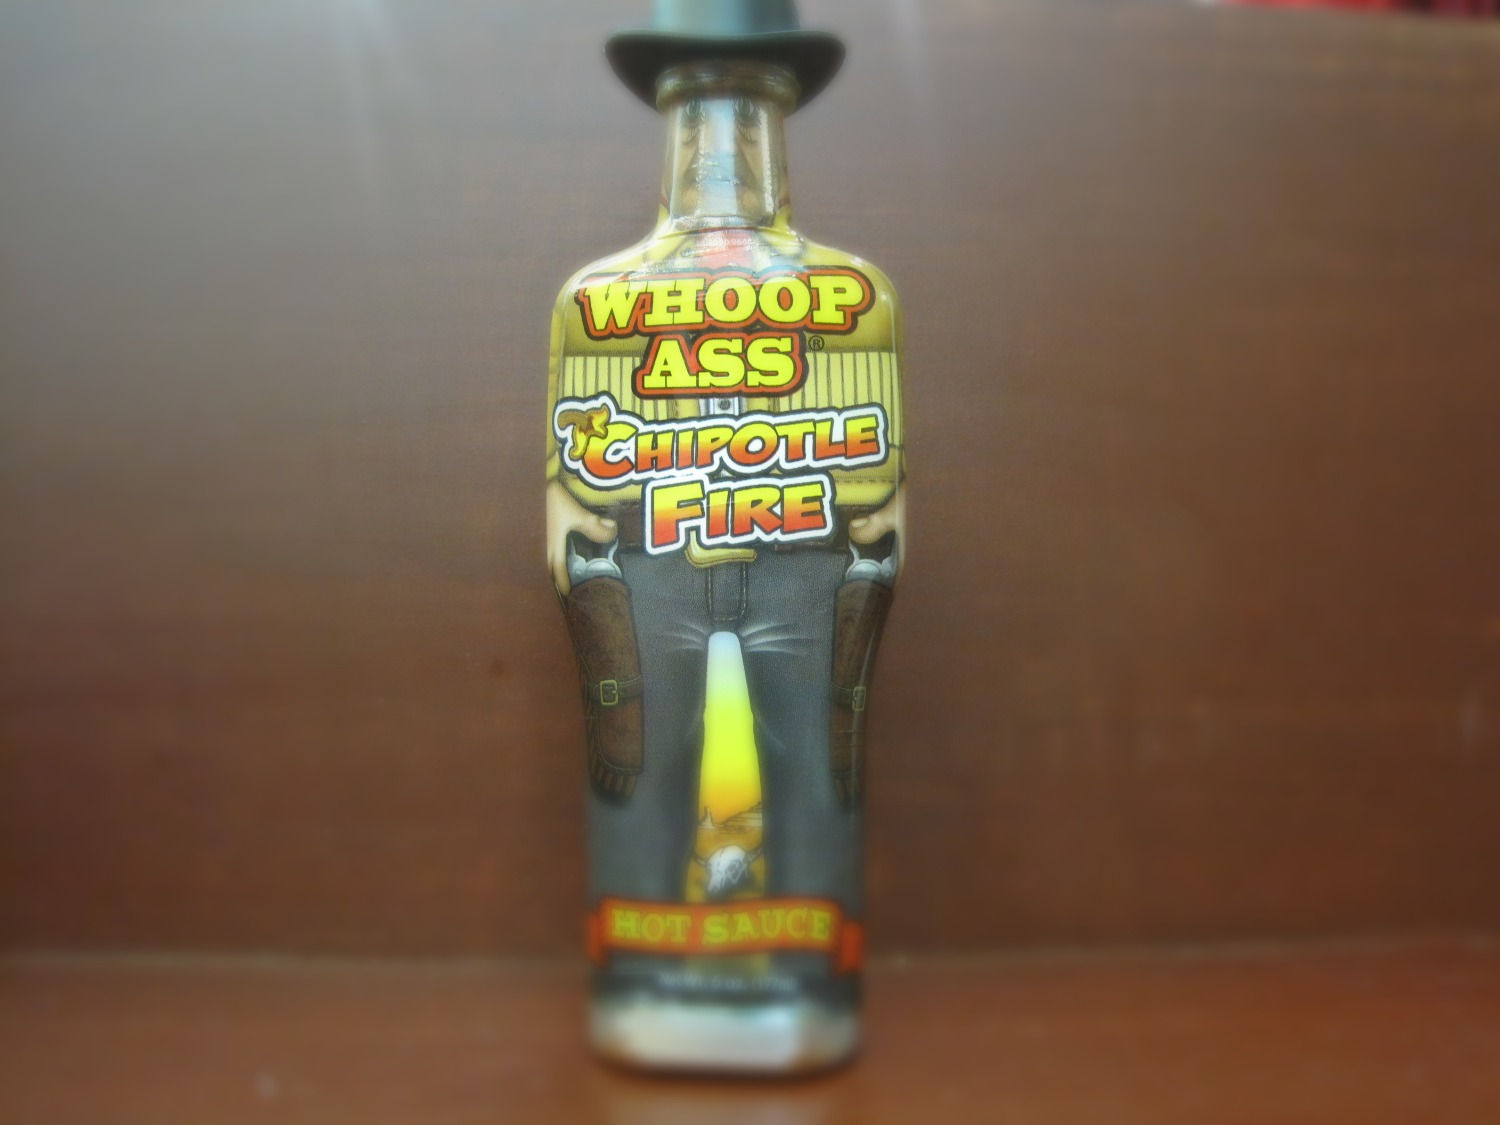 WHOOP
ASS®
CHIPOTLE
FIRE
HOT SAUCE